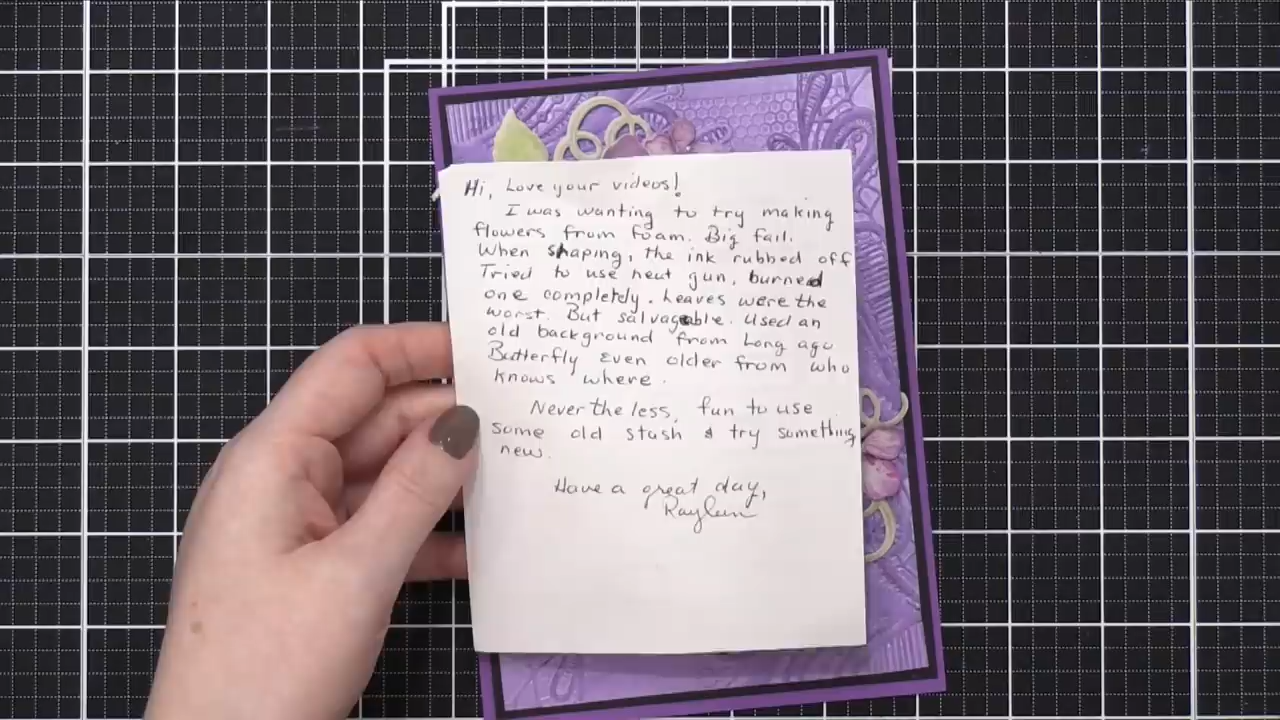 Hi, Love your videos!
I was wanting to try making
flowers from foam. Big fail.
When shaping, the ink rubbed off
Tried to use heat gun, burned
one completely. Leaves were the
worst. But salvageable. Used an
old background from Long ago
Butterfly even older from who
knows where.
Never the less, fun to use
some old stash & try something
new.
Have a great day,